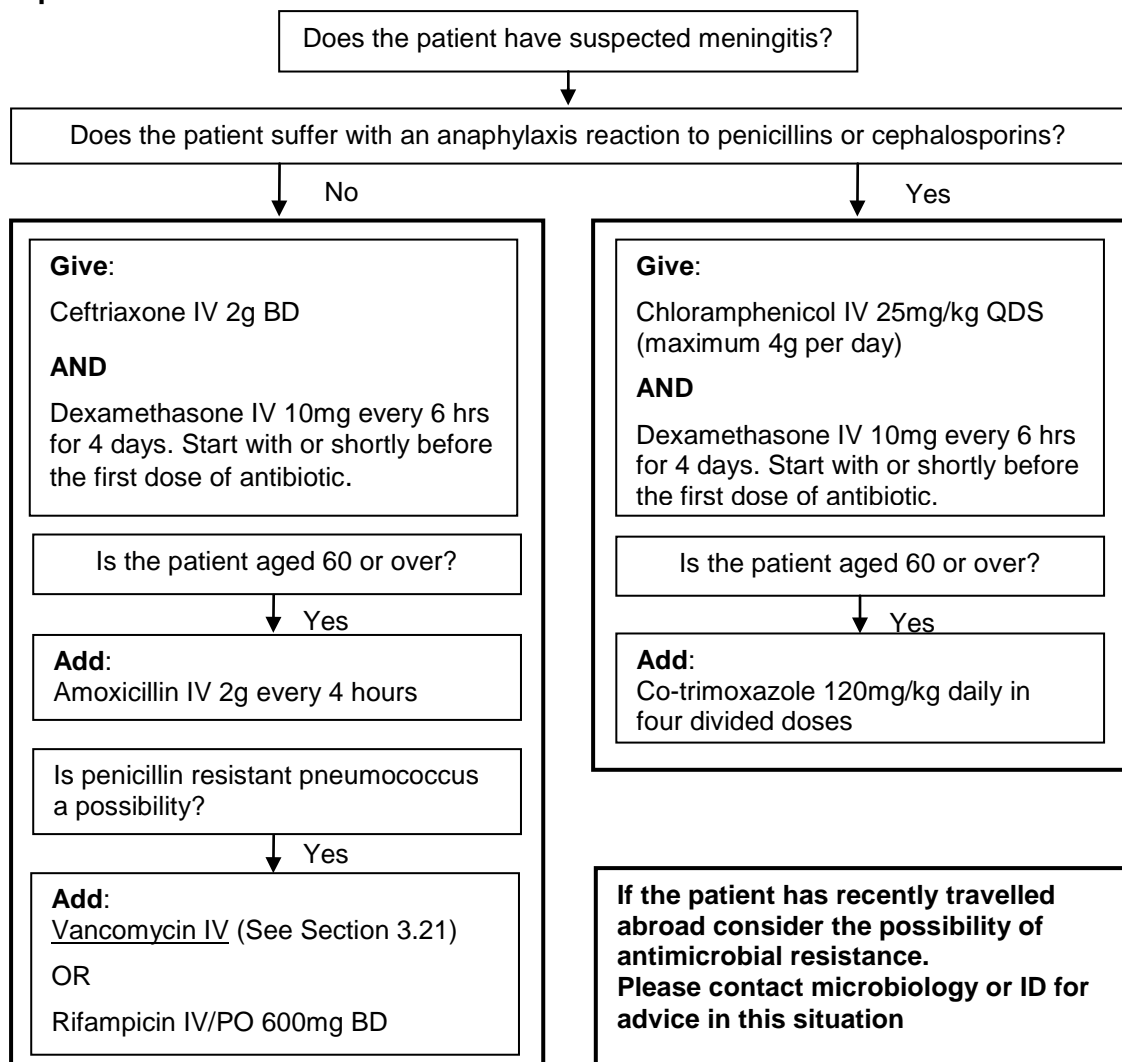 Does the patient have suspected meningitis?
Does the patient suffer with an anaphylaxis reaction to penicillins or cephalosporins?
No
Yes
Give:
Ceftriaxone IV 2g BD
AND
Dexamethasone IV 10mg every 6 hrs
for 4 days. Start with or shortly before
the first dose of antibiotic.
Is the patient aged 60 or over?
Yes
Add:
Amoxicillin IV 2g every 4 hours
Is penicillin resistant pneumococcus
a possibility?
Yes
Add:
Vancomycin IV (See Section 3.21)
OR
Rifampicin IV/PO 600mg BD
Give:
Chloramphenicol IV 25mg/kg QDS
(maximum 4g per day)
AND
Dexamethasone IV 10mg every 6 hrs
for 4 days. Start with or shortly before
the first dose of antibiotic.
Is the patient aged 60 or over?
Yes
Add:
Co-trimoxazole 120mg/kg daily in
four divided doses
If the patient has recently travelled
abroad consider the possibility of
antimicrobial resistance.
Please contact microbiology or ID for
advice in this situation